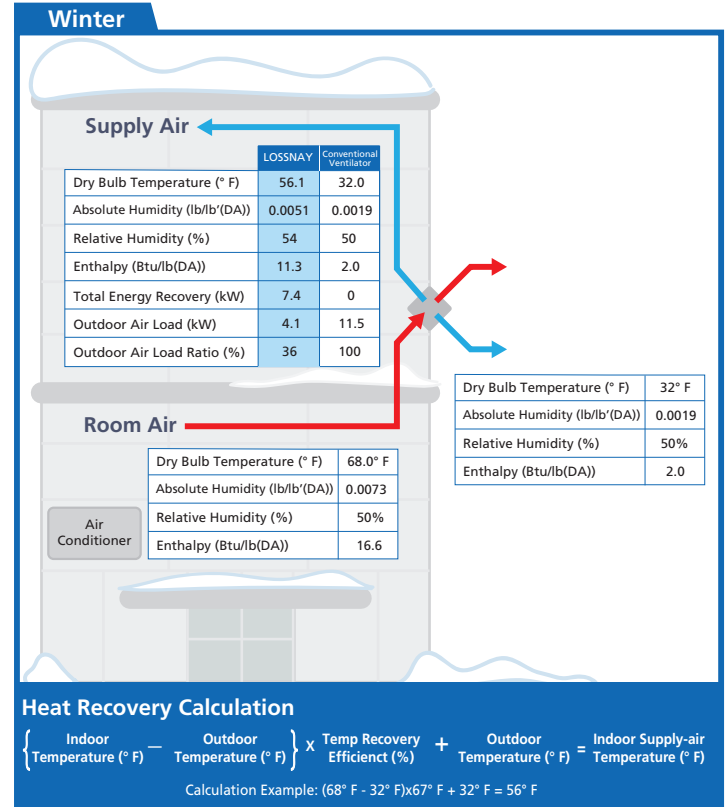 Winter
Supply Air
LOSSNAY Conventional Ventilator
Dry Bulb Temperature (° F) 56.1 32.0
Absolute Humidity (lb/lb'(DA)) 0.0051 0.0019
Relative Humidity (%) 54 50
Enthalpy (Btu/lb(DA)) 11.3 2.0
Total Energy Recovery (kW) 7.4 0
Outdoor Air Load (kW) 4.1 11.5
Outdoor Air Load Ratio (%) 36 100
Dry Bulb Temperature (° F) 32° F
Absolute Humidity (lb/lb'(DA)) 0.0019
Relative Humidity (%) 50%
Enthalpy (Btu/lb(DA)) 2.0
Room Air
Dry Bulb Temperature (° F) 68.0° F
Absolute Humidity (lb/lb'(DA)) 0.0073
Relative Humidity (%) 50%
Enthalpy (Btu/lb(DA)) 16.6
Air
Conditioner
Heat Recovery Calculation
{ Indoor Temperature (° F) — Outdoor Temperature (° F) } x Temp Recovery Efficienct (%) + Outdoor Temperature (° F) = Indoor Supply-air Temperature (° F)
Calculation Example: (68° F - 32° F)x67° F + 32° F = 56° F